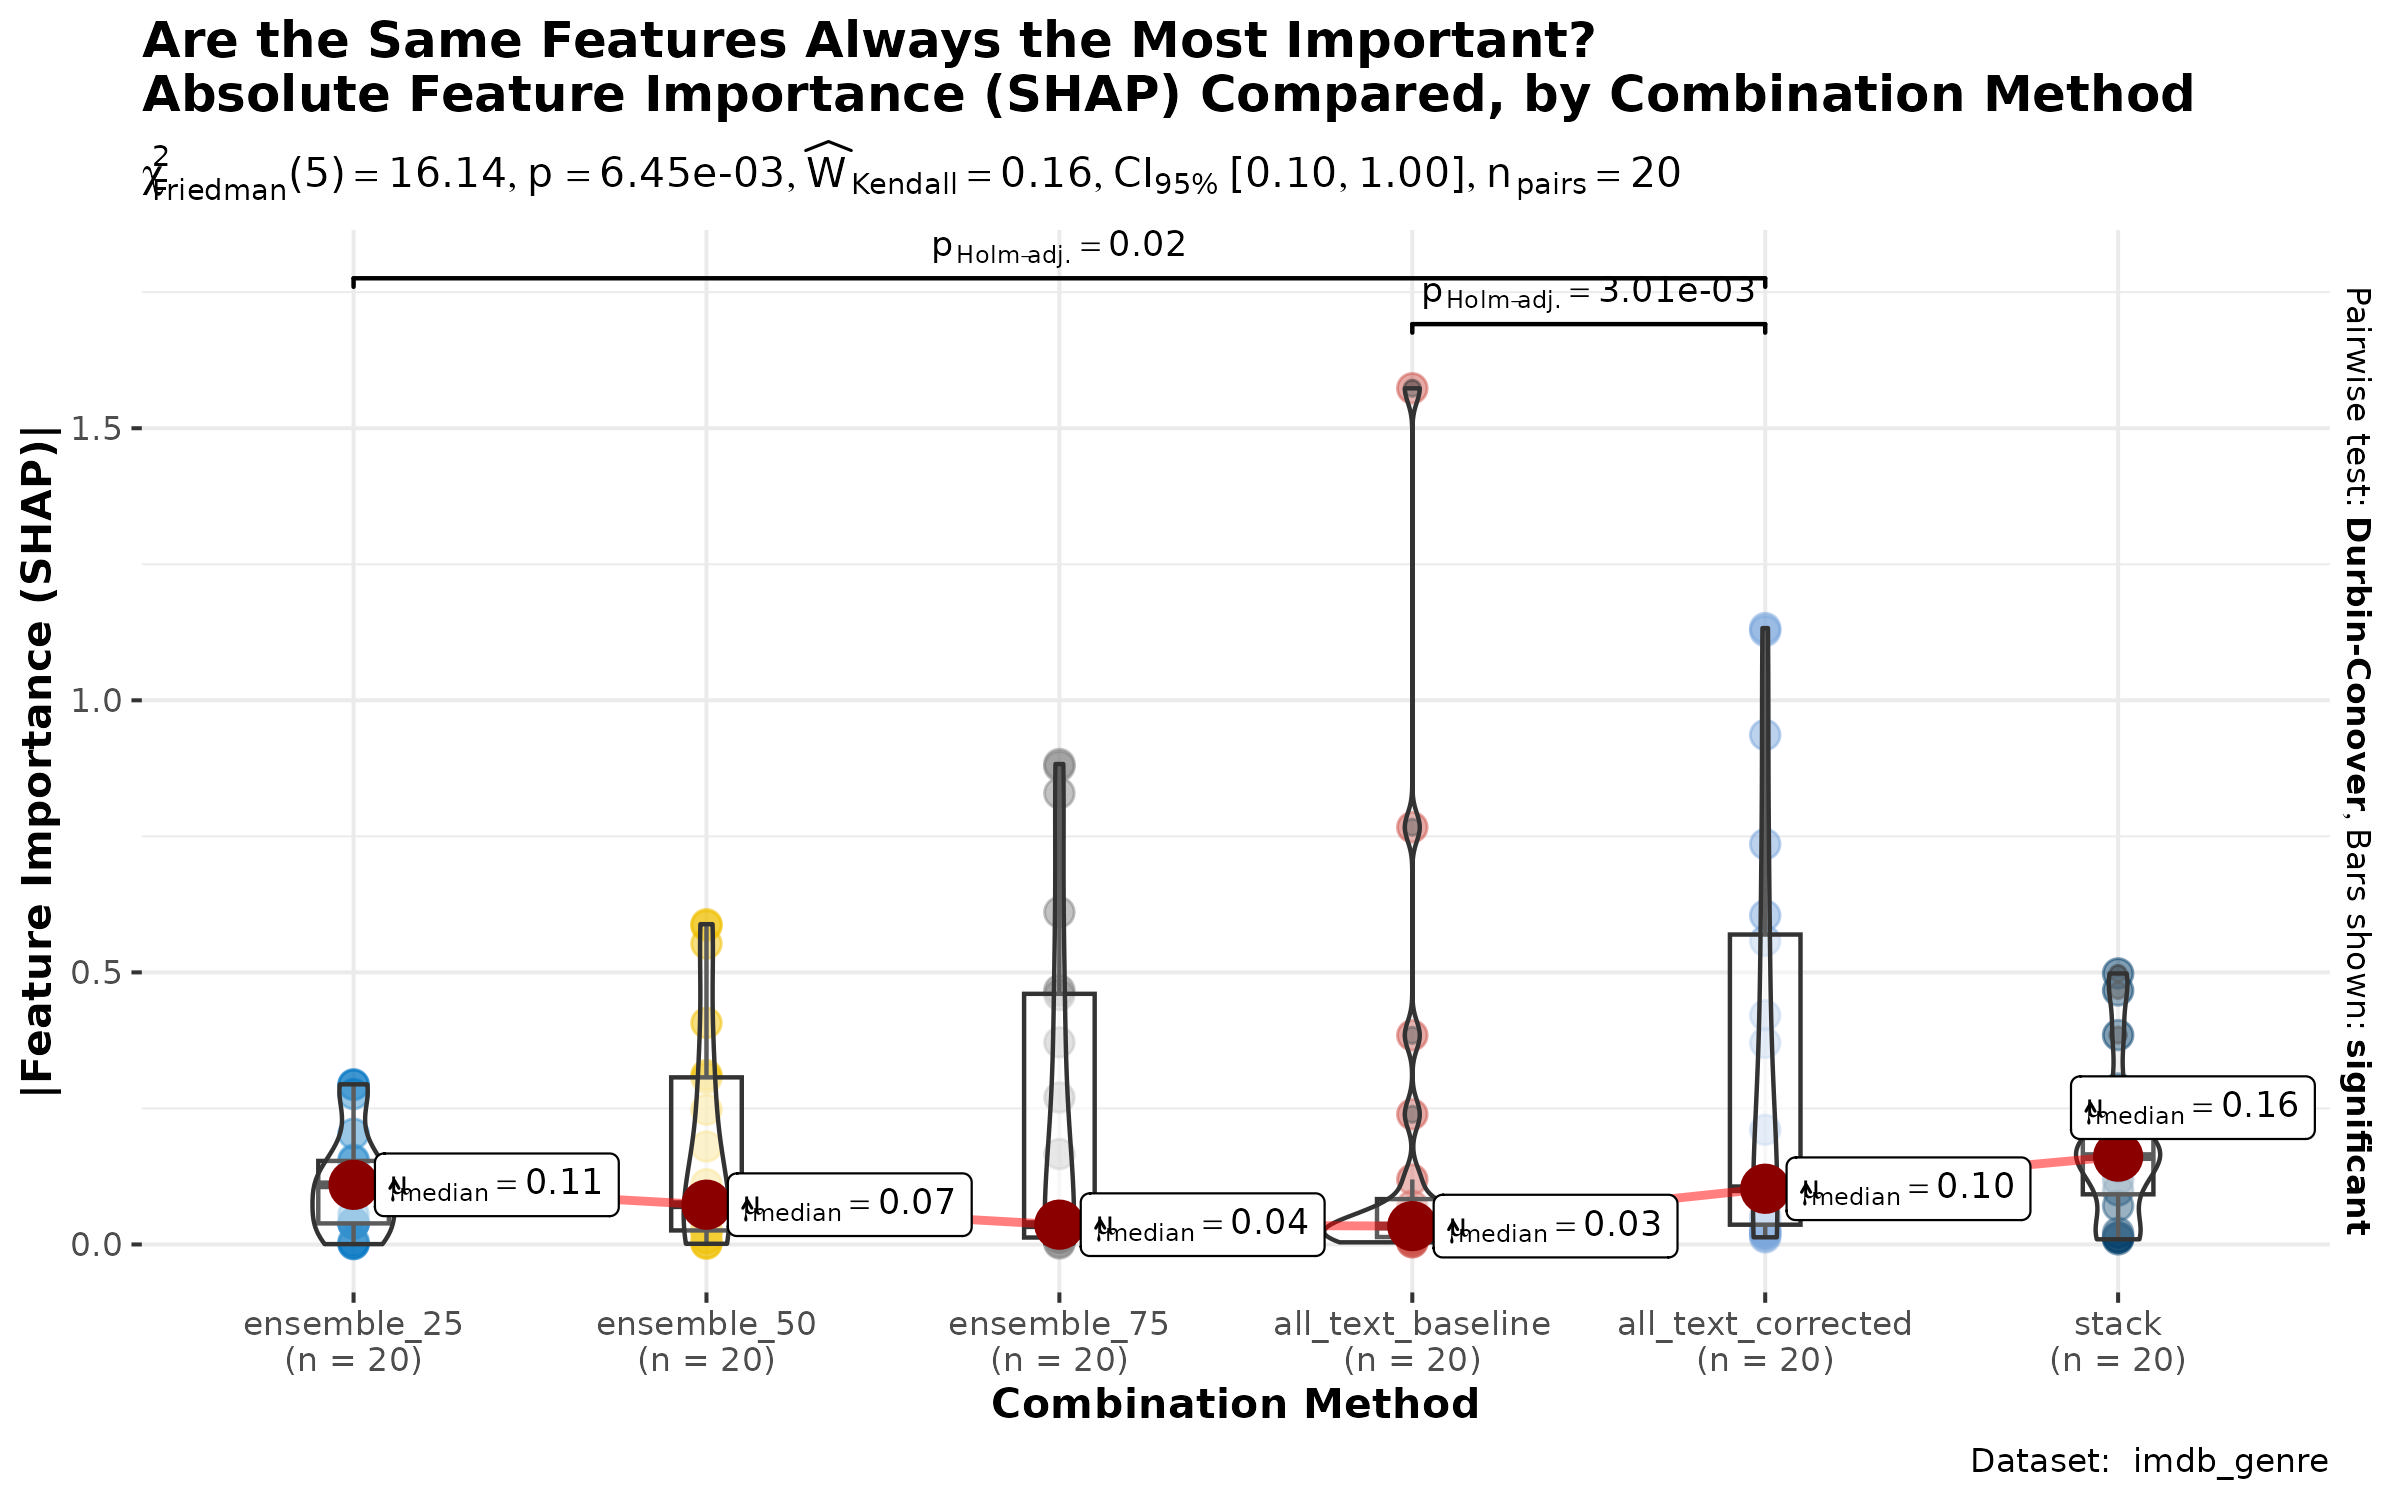 Are the Same Features Always the Most Important?
Absolute Feature Importance (SHAP) Compared, by Combination Method
χ²Friedman(5) = 16.14, p = 6.45e-03, ŴKendall = 0.16, CI95% [0.10, 1.00], npairs = 20
pHolm-adj. = 0.02
pHolm-adj. = 3.01e-03
|Feature Importance (SHAP)|
1.5
1.0
0.5
0.0
μ̂median = 0.11
μ̂median = 0.07
μ̂median = 0.04
μ̂median = 0.03
μ̂median = 0.10
μ̂median = 0.16
Pairwise test: Durbin-Conover, Bars shown: significant
ensemble_25
(n = 20)
ensemble_50
(n = 20)
ensemble_75
(n = 20)
all_text_baseline
(n = 20)
all_text_corrected
(n = 20)
stack
(n = 20)
Combination Method
Dataset: imdb_genre